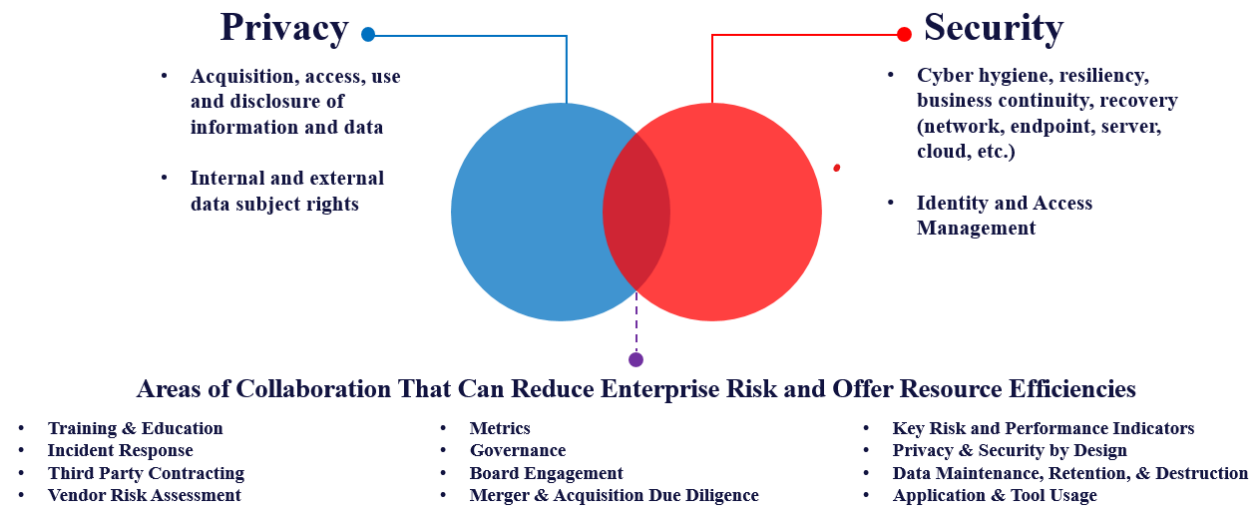 Privacy
• Acquisition, access, use
and disclosure of
information and data
• Internal and external
data subject rights
Security
• Cyber hygiene, resiliency,
business continuity, recovery
(network, endpoint, server,
cloud, etc.)
• Identity and Access
Management
Areas of Collaboration That Can Reduce Enterprise Risk and Offer Resource Efficiencies
• Training & Education
• Incident Response
• Third Party Contracting
• Vendor Risk Assessment
• Metrics
• Governance
• Board Engagement
• Merger & Acquisition Due Diligence
• Key Risk and Performance Indicators
• Privacy & Security by Design
• Data Maintenance, Retention, & Destruction
• Application & Tool Usage